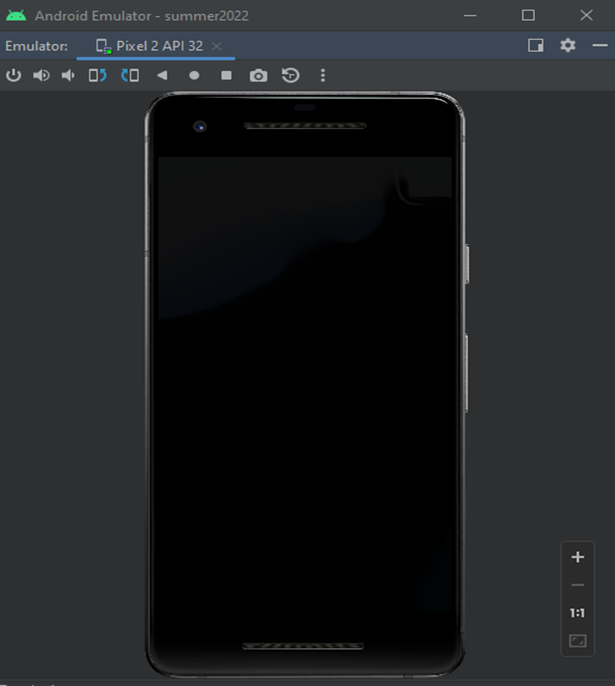 Android Emulator - summer2022
Emulator:
Pixel 2 API 32
1:1